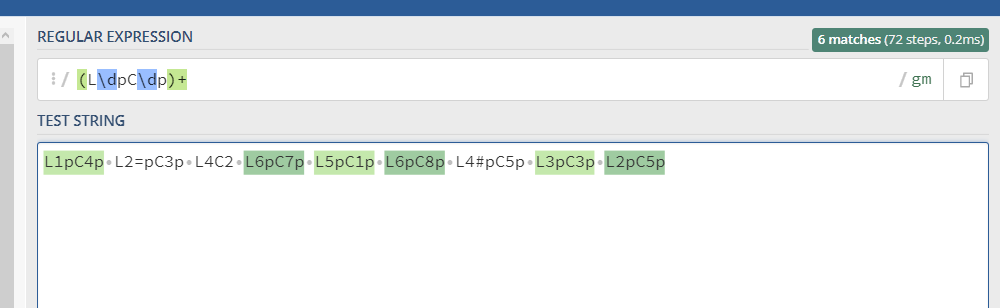 REGULAR EXPRESSION
6 matches (72 steps, 0.2ms)
⋮ / (L\dpC\dp)+ / gm
TEST STRING
L1pC4p·L2=pC3p·L4C2·L6pC7p·L5pC1p·L6pC8p·L4#pC5p·L3pC3p·L2pC5p